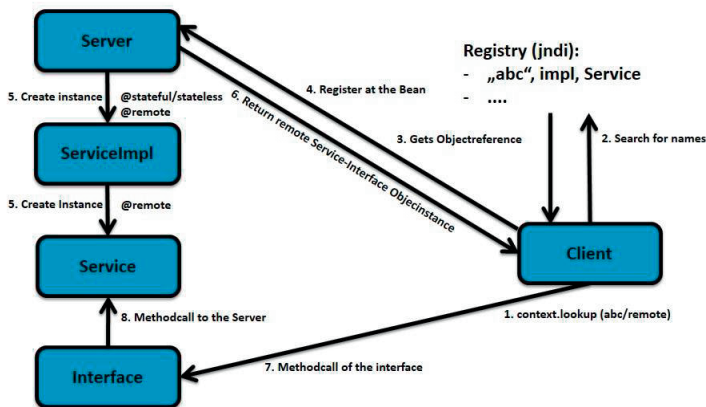 Server
Registry (jndi):
- „abc“, impl, Service
- ....
4. Register at the Bean
5. Create instance
@stateful/stateless
@remote
6. Return remote Service-Interface Objecinstance
3. Gets Objectreference
2. Search for names
ServiceImpl
5. Create Instance
@remote
Service
Client
8. Methodcall to the Server
1. context.lookup (abc/remote)
7. Methodcall of the interface
Interface